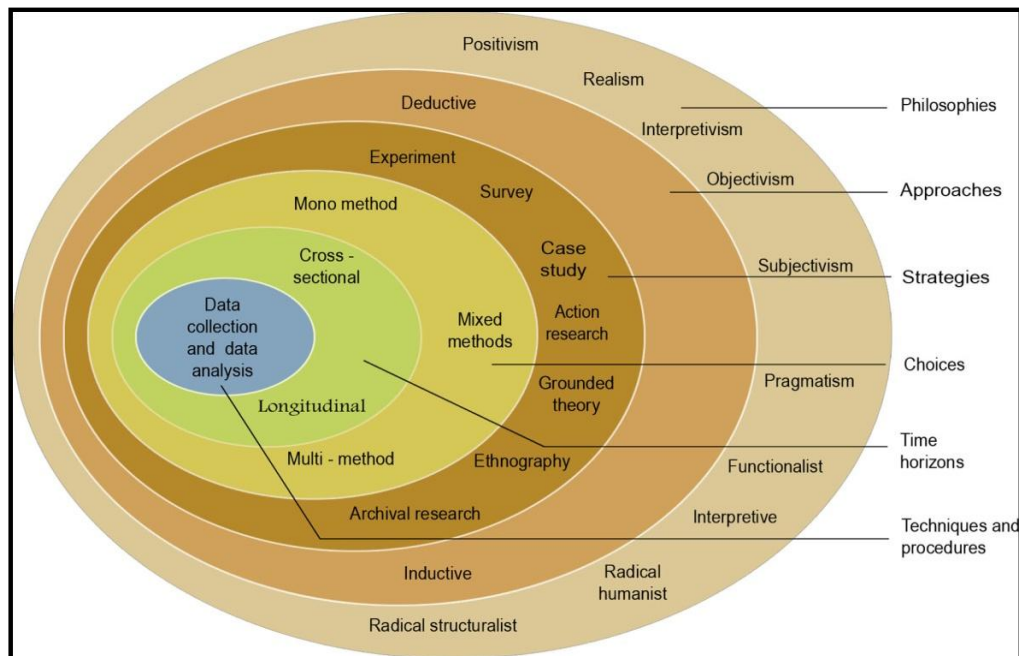 Positivism
Realism
Philosophies
Deductive
Interpretivism
Experiment
Objectivism
Approaches
Survey
Mono method
Case
study
Subjectivism
Strategies
Cross -
sectional
Data
collection
and data
analysis
Mixed
methods
Action
research
Choices
Grounded
theory
Pragmatism
Longitudinal
Time
horizons
Multi - method
Ethnography
Functionalist
Archival research
Interpretive
Techniques and
procedures
Inductive
Radical
humanist
Radical structuralist